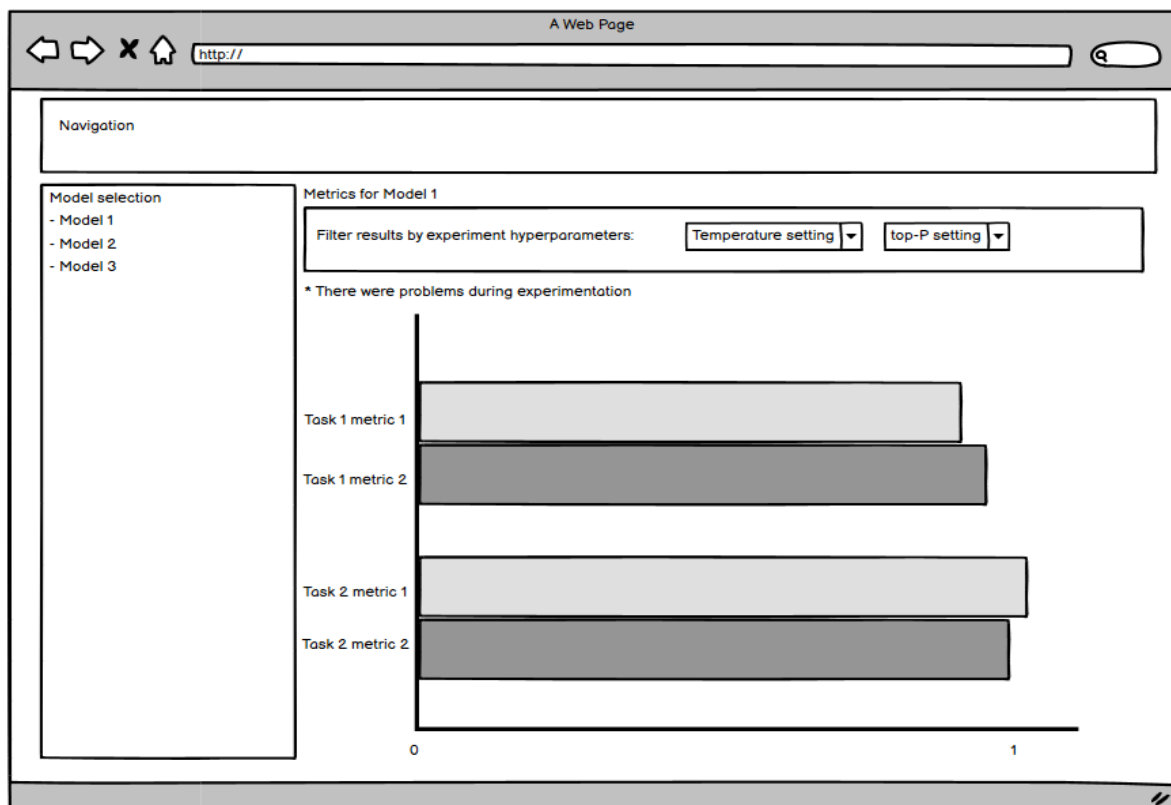 A Web Page
http://
Navigation
Model selection
- Model 1
- Model 2
- Model 3
Metrics for Model 1
Filter results by experiment hyperparameters: Temperature setting top-P setting
* There were problems during experimentation
Task 1 metric 1
Task 1 metric 2
Task 2 metric 1
Task 2 metric 2
0 1